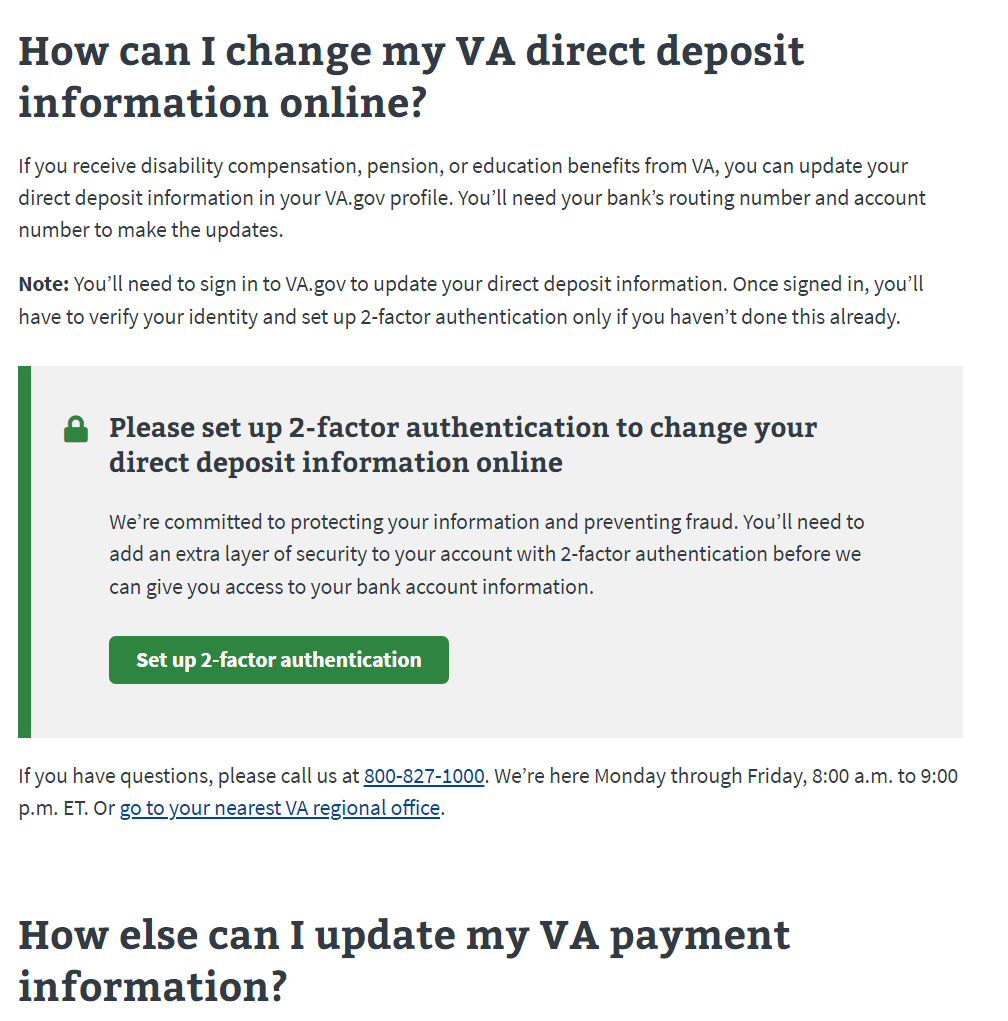 How can I change my VA direct deposit
information online?
If you receive disability compensation, pension, or education benefits from VA, you can update your
direct deposit information in your VA.gov profile. You’ll need your bank’s routing number and account
number to make the updates.
Note: You’ll need to sign in to VA.gov to update your direct deposit information. Once signed in, you’ll
have to verify your identity and set up 2-factor authentication only if you haven’t done this already.
Please set up 2-factor authentication to change your
direct deposit information online
We’re committed to protecting your information and preventing fraud. You’ll need to
add an extra layer of security to your account with 2-factor authentication before we
can give you access to your bank account information.
Set up 2-factor authentication
If you have questions, please call us at 800-827-1000. We’re here Monday through Friday, 8:00 a.m. to 9:00
p.m. ET. Or go to your nearest VA regional office.
How else can I update my VA payment
information?